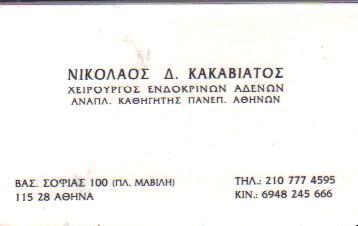 ΝΙΚΟΛΑΟΣ Δ. ΚΑΚΑΒΙΑΤΟΣ
ΧΕΙΡΟΥΡΓΟΣ ΕΝΔΟΚΡΙΝΩΝ ΑΔΕΝΩΝ
ΑΝΑΠΛ. ΚΑΘΗΓΗΤΗΣ ΠΑΝΕΠ. ΑΘΗΝΩΝ
ΒΑΣ. ΣΟΦΙΑΣ 100 (ΠΛ. ΜΑΒΙΛΗ)
115 28 ΑΘΗΝΑ
ΤΗΛ.: 210 777 4595
ΚΙΝ.: 6948 245 666